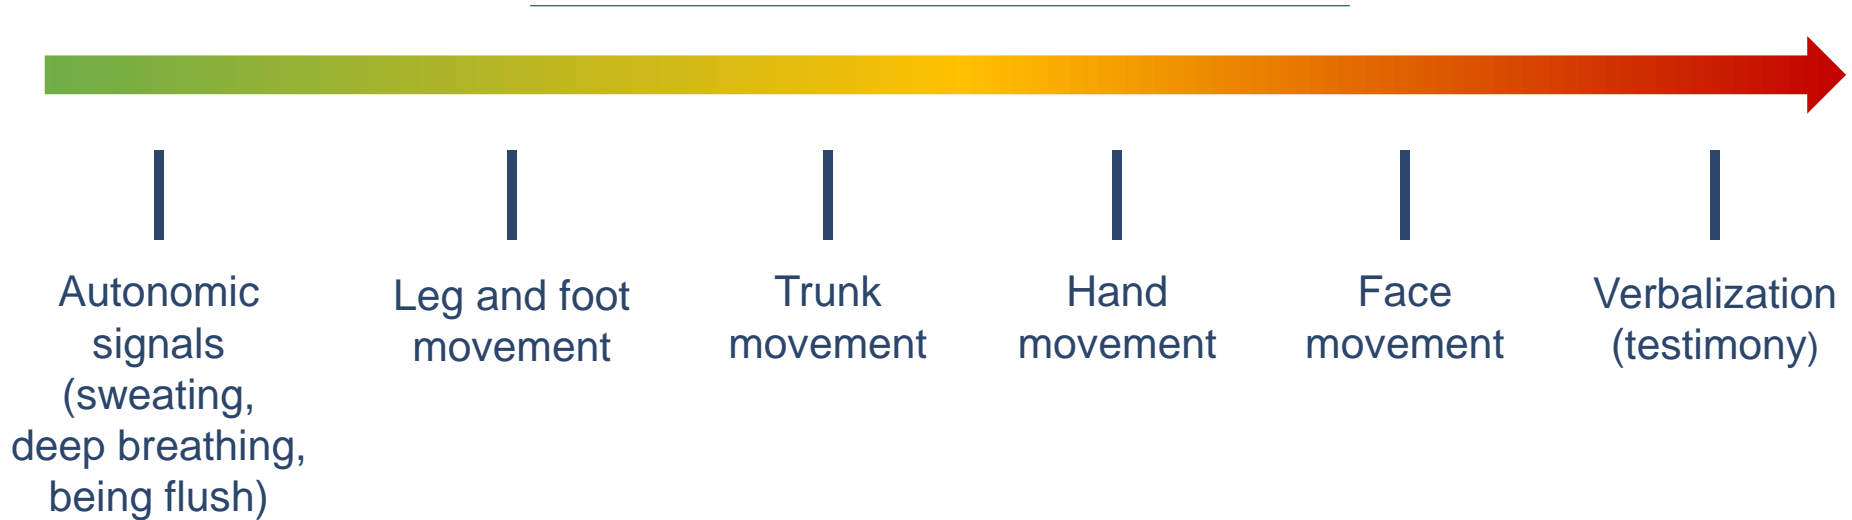 Autonomic
signals
(sweating,
deep breathing,
being flush)
Leg and foot
movement
Trunk
movement
Hand
movement
Face
movement
Verbalization
(testimony)